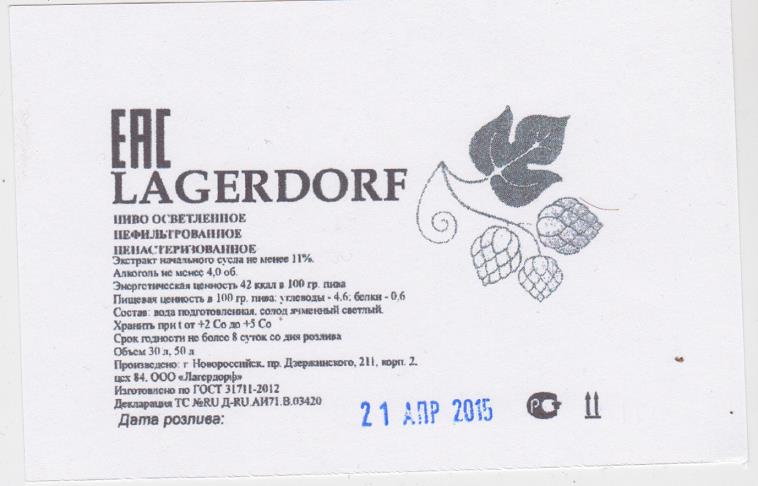 ЕАС
LAGERDORF
ПИВО ОСВЕТЛЕННОЕ
НЕФИЛЬТРОВАННОЕ
НЕПАСТЕРИЗОВАННОЕ
Экстракт начального сусла не менее 11%.
Алкоголь не менее 4,0 об.
Энергетическая ценность 42 ккал в 100 гр. пива
Пищевая ценность в 100 гр. пива: углеводы - 4,6; белки - 0,6
Состав: вода подготовленная, солод ячменный светлый.
Хранить при t от +2 Со до +5 Со
Срок годности не более 8 суток со дня розлива
Объем 30 л, 50 л
Произведено: г Новороссийск. пр. Дзержинского, 211, корп. 2,
цех 84. ООО «Лагердорф»
Изготовлено по ГОСТ 31711-2012
Декларация ТС №RU Д-RU.АИ71.В.03420
Дата розлива: 21 АПР 2015 РСТ